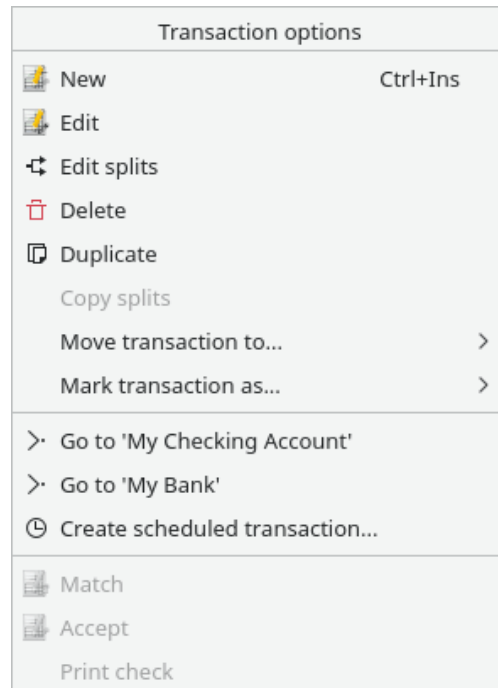 Transaction options
New Ctrl+Ins
Edit
Edit splits
Delete
Duplicate
Copy splits
Move transaction to...
Mark transaction as...
Go to 'My Checking Account'
Go to 'My Bank'
Create scheduled transaction...
Match
Accept
Print check